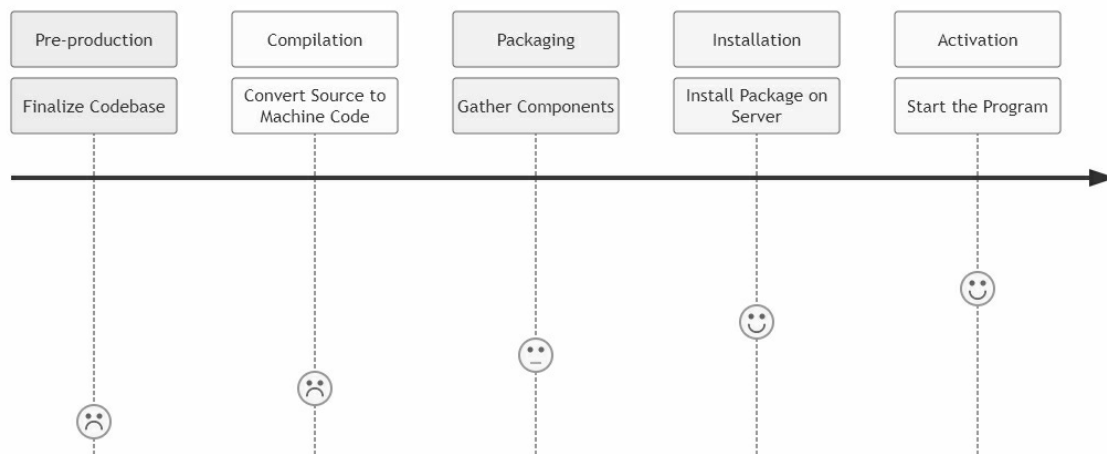 Pre-production
Compilation
Packaging
Installation
Activation
Finalize Codebase
Convert Source to
Machine Code
Gather Components
Install Package on
Server
Start the Program